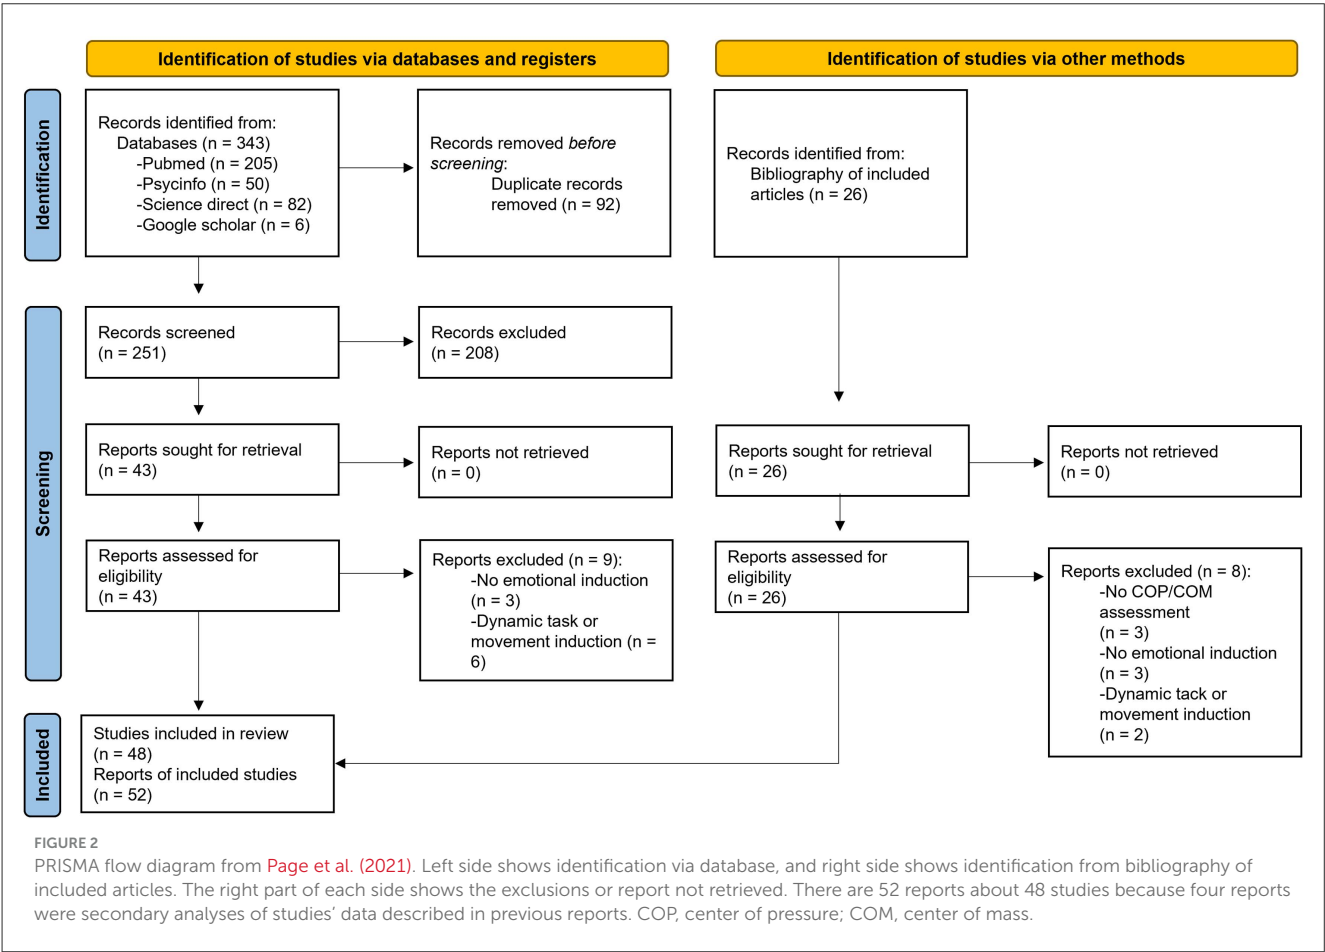 Identification of studies via databases and registers
Identification of studies via other methods
Identification
Records identified from:
Databases (n = 343)
-Pubmed (n = 205)
-Psycinfo (n = 50)
-Science direct (n = 82)
-Google scholar (n = 6)
Records removed before
screening:
Duplicate records
removed (n = 92)
Records identified from:
Bibliography of included
articles (n = 26)
Screening
Records screened
(n = 251)
Records excluded
(n = 208)
Reports sought for retrieval
(n = 43)
Reports not retrieved
(n = 0)
Reports sought for retrieval
(n = 26)
Reports not retrieved
(n = 0)
Reports assessed for
eligibility
(n = 43)
Reports excluded (n = 9):
-No emotional induction
(n = 3)
-Dynamic task or
movement induction (n =
6)
Reports assessed for
eligibility
(n = 26)
Reports excluded (n = 8):
-No COP/COM
assessment
(n = 3)
-No emotional induction
(n = 3)
-Dynamic tack or
movement induction
(n = 2)
Included
Studies included in review
(n = 48)
Reports of included studies
(n = 52)
FIGURE 2
PRISMA flow diagram from Page et al. (2021). Left side shows identification via database, and right side shows identification from bibliography of
included articles. The right part of each side shows the exclusions or report not retrieved. There are 52 reports about 48 studies because four reports
were secondary analyses of studies' data described in previous reports. COP, center of pressure; COM, center of mass.